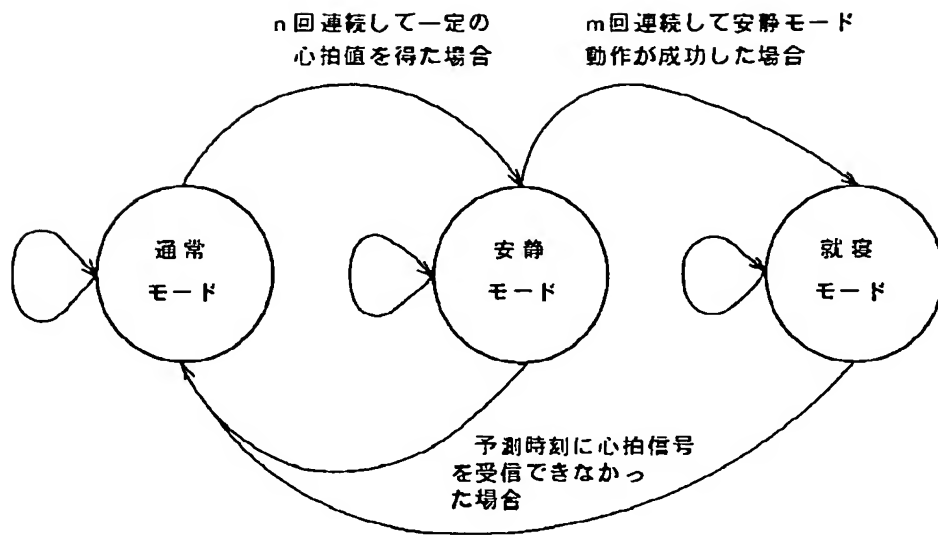 n回連続して一定の
心拍値を得た場合
m回連続して安静モード
動作が成功した場合
通常
モード
安静
モード
就寝
モード
予測時刻に心拍信号
を受信できなかっ
た場合